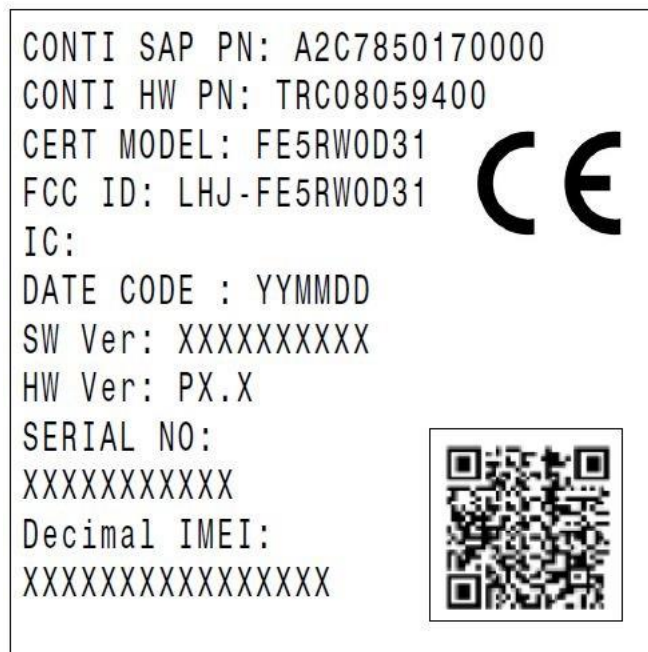 CONTI SAP PN: A2C7850170000
CONTI HW PN: TRC08059400
CERT MODEL: FE5RW0D31
FCC ID: LHJ-FE5RW0D31
IC:
DATE CODE : YYMMDD
SW Ver: XXXXXXXXXX
HW Ver: PX.X
SERIAL NO:
XXXXXXXXXXX
Decimal IMEI:
XXXXXXXXXXXXXXXX
CE